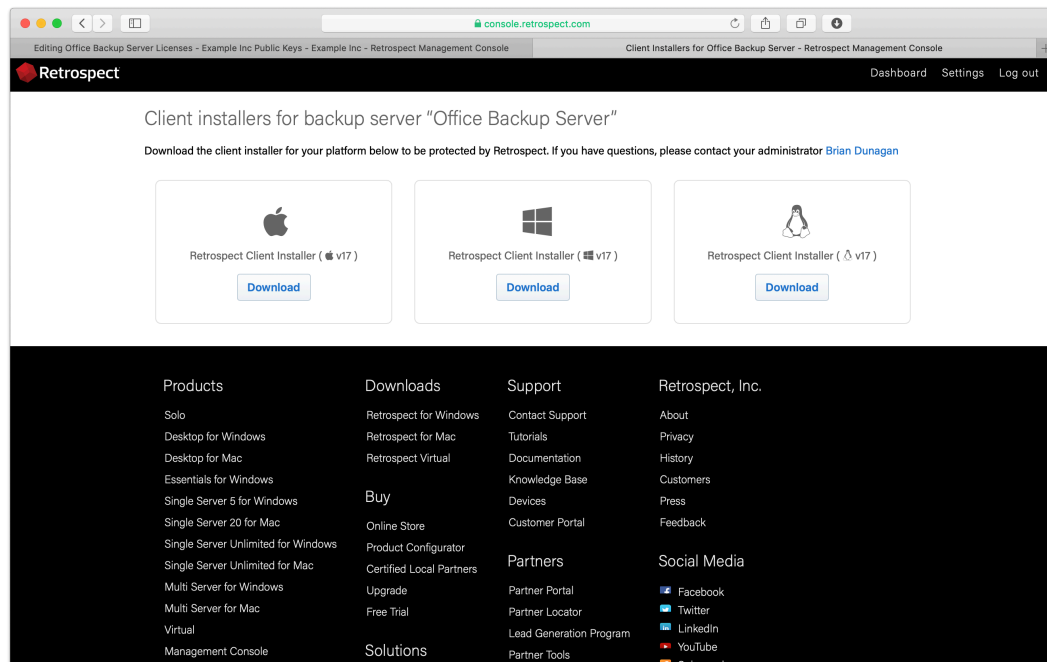 console.retrospect.com
Editing Office Backup Server Licenses - Example Inc Public Keys - Example Inc - Retrospect Management Console
Client Installers for Office Backup Server - Retrospect Management Console
Retrospect
Dashboard Settings Log out
Client installers for backup server “Office Backup Server”
Download the client installer for your platform below to be protected by Retrospect. If you have questions, please contact your administrator Brian Dunagan
Retrospect Client Installer ( v17 )
Download
Retrospect Client Installer ( v17 )
Download
Retrospect Client Installer ( v17 )
Download
Products
Solo
Desktop for Windows
Desktop for Mac
Essentials for Windows
Single Server 5 for Windows
Single Server 20 for Mac
Single Server Unlimited for Windows
Single Server Unlimited for Mac
Multi Server for Windows
Multi Server for Mac
Virtual
Management Console
Downloads
Retrospect for Windows
Retrospect for Mac
Retrospect Virtual
Buy
Online Store
Product Configurator
Certified Local Partners
Upgrade
Free Trial
Solutions
Support
Contact Support
Tutorials
Documentation
Knowledge Base
Devices
Customer Portal
Partners
Partner Portal
Partner Locator
Lead Generation Program
Partner Tools
Retrospect, Inc.
About
Privacy
History
Customers
Press
Feedback
Social Media
Facebook
Twitter
LinkedIn
YouTube